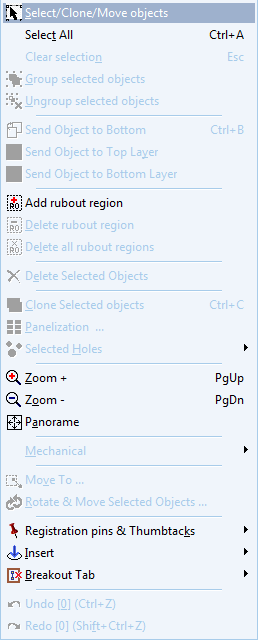 Select/Clone/Move objects
Select All Ctrl+A
Clear selection Esc
Group selected objects
Ungroup selected objects
Send Object to Bottom Ctrl+B
Send Object to Top Layer
Send Object to Bottom Layer
RO Add rubout region
RO Delete rubout region
RO Delete all rubout regions
Delete Selected Objects
Clone Selected objects Ctrl+C
Panelization ...
Selected Holes
Zoom + PgUp
Zoom - PgDn
Panorame
Mechanical
Move To ...
Rotate & Move Selected Objects ...
Registration pins & Thumbtacks
Insert
Breakout Tab
Undo [0] (Ctrl+Z)
Redo [0] (Shift+Ctrl+Z)